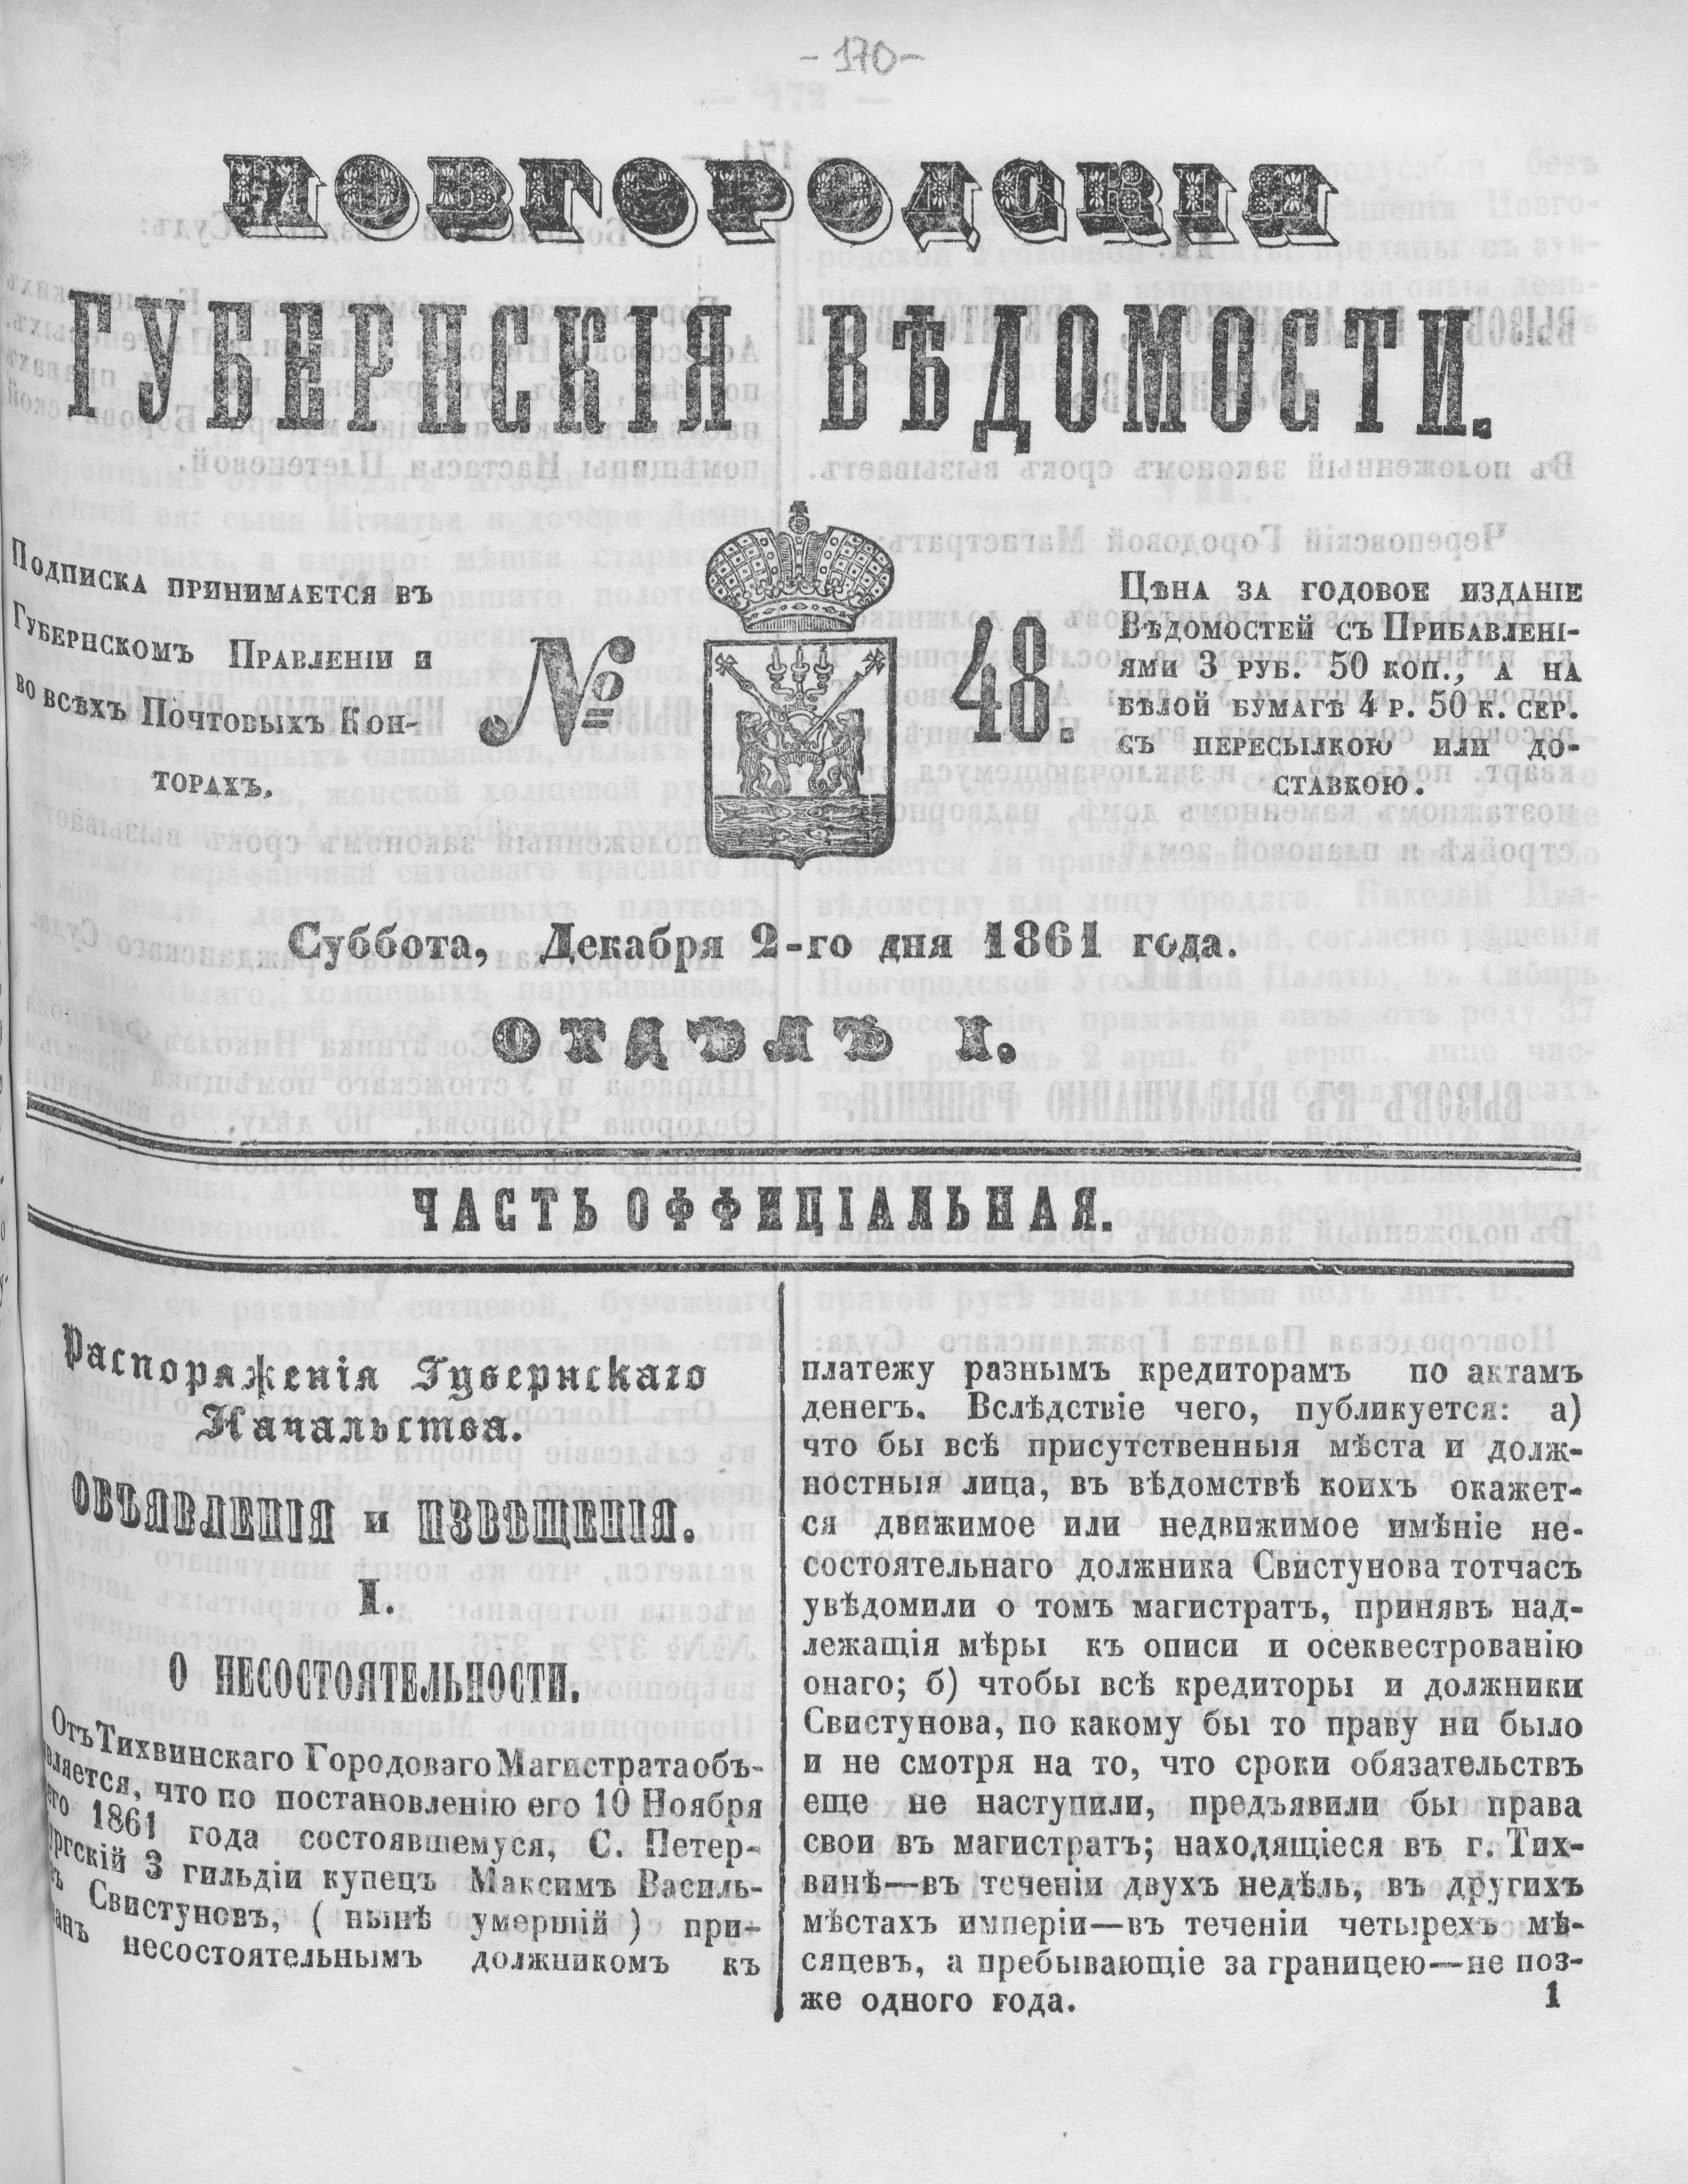 -170-
НОВГОРОДСКІЯ
ГУБЕРНСКІЯ ВѢДОМОСТИ.
Подписка принимается въ
Губернскомъ Правленіи и
во всѣхъ Почтовыхъ Кон-
торахъ.
№ 48.
Цѣна за годовое изданіе
Вѣдомостей съ Прибавлені-
ями 3 руб. 50 коп., а на
бѣлой бумагѣ 4 р. 50 к. сер.
съ пересылкою или до-
ставкою.
Суббота, Декабря 2-го дня 1861 года.
ОТДѢЛЪ I.
ЧАСТЬ ОФФИЦІАЛЬНАЯ.
Распоряженія Губернскаго
Начальства.
ОБЪЯВЛЕНІЯ и ИЗВѢЩЕНІЯ.
I.
О НЕСОСТОЯТЕЛЬНОСТИ.
Отъ Тихвинскаго Городоваго Магистрата объ-
вляется, что по постановленію его 10 Ноября
его 1861 года состоявшемуся, С. Петер-
ргскій 3 гильдіи купецъ Максимъ Василь-
въ Свистуновъ, ( нынѣ умершій ) при-
анъ несостоятельнымъ должникомъ къ
платежу разнымъ кредиторамъ по актамъ
денегъ. Вслѣдствіе чего, публикуется: а)
что бы всѣ присутственныя мѣста и долж-
ностныя лица, въ вѣдомствѣ коихъ окажет-
ся движимое или недвижимое имѣніе не-
состоятельнаго должника Свистунова тотчасъ
увѣдомили о томъ магистратъ, принявъ над-
лежащія мѣры къ описи и осеквестрованію
онаго; б) чтобы всѣ кредиторы и должники
Свистунова, по какому бы то праву ни было
и не смотря на то, что сроки обязательствъ
еще не наступили, предъявили бы права
свои въ магистратъ; находящіеся въ г. Тих-
винѣ—въ теченіи двухъ недѣль, въ другихъ
мѣстахъ имперіи—въ теченіи четырехъ мѣ-
сяцевъ, а пребывающіе за границею—не поз-
же одного года. 1